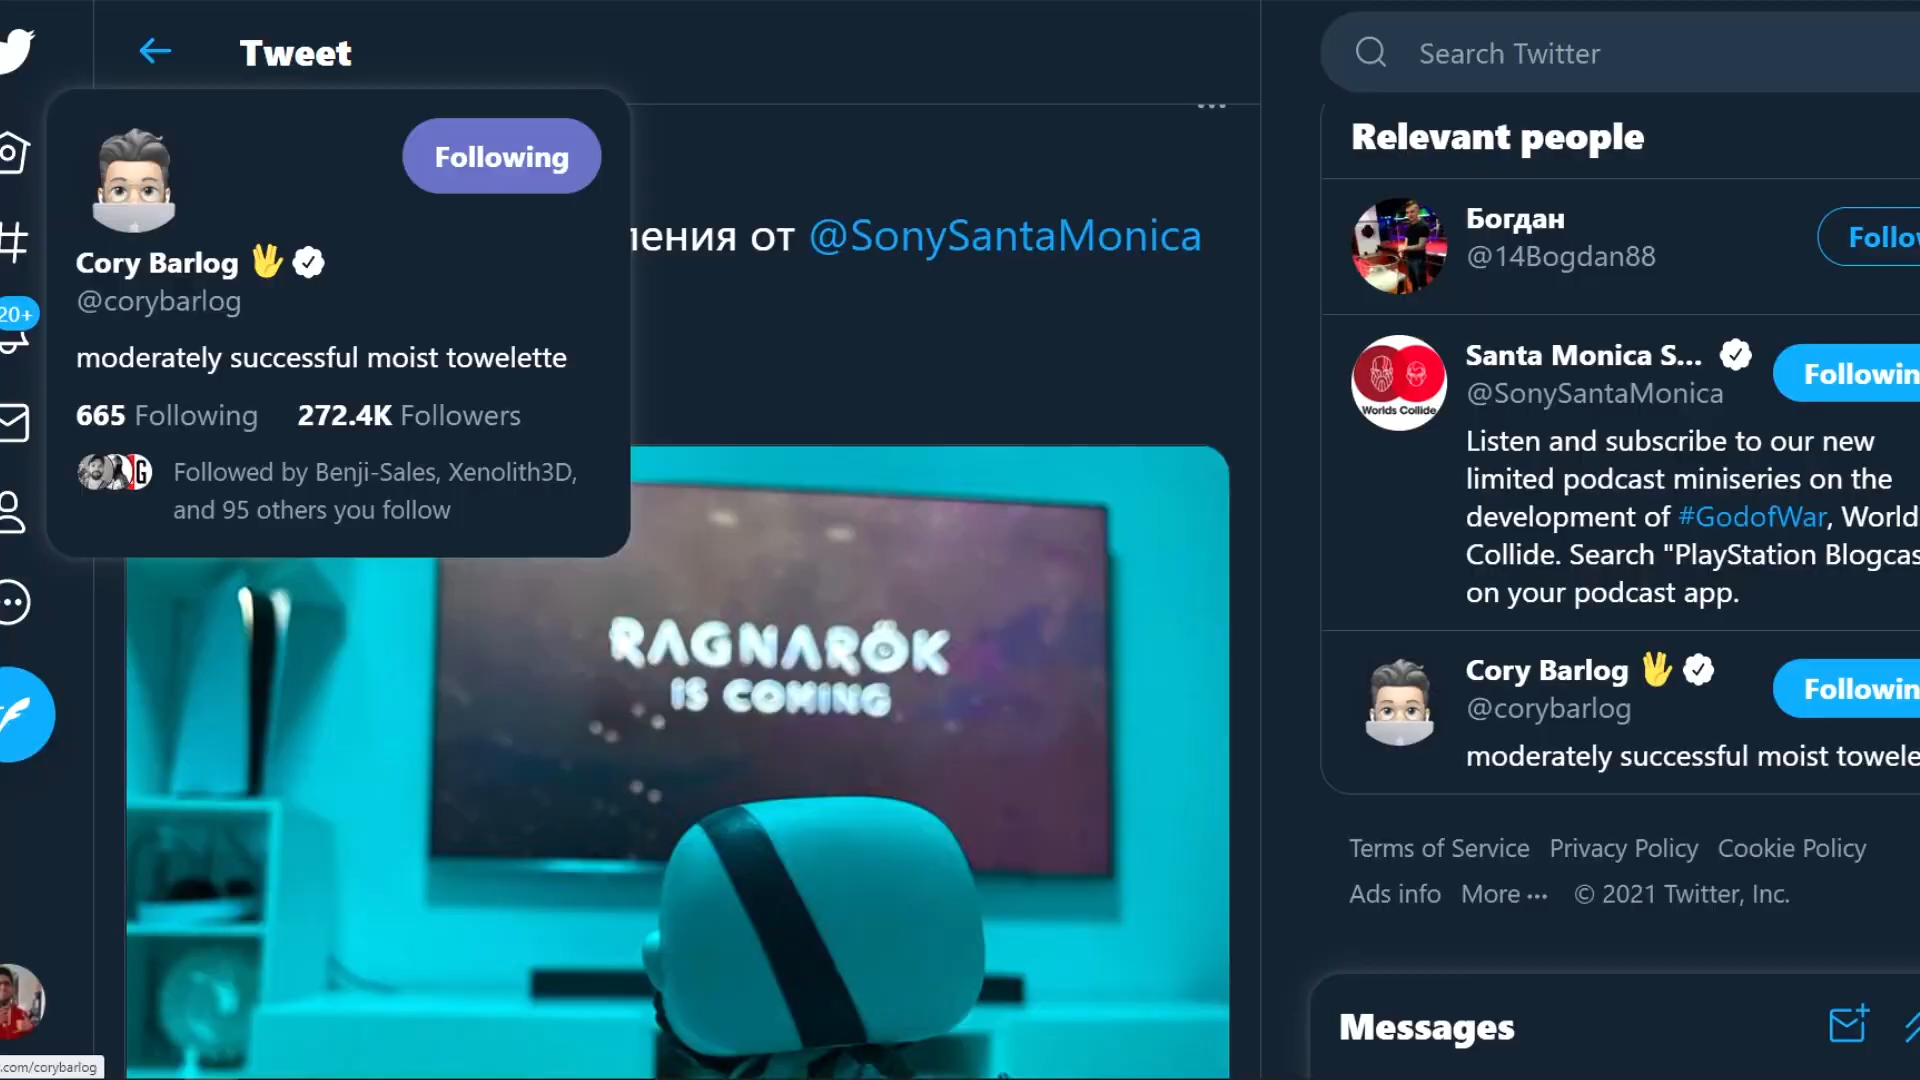 Tweet
Search Twitter
Following
Cory Barlog 🖖
@corybarlog
moderately successful moist towelette
665 Following 272.4K Followers
Followed by Benji-Sales, Xenolith3D,
and 95 others you follow
ления от @SonySantaMonica
20+
RAGNARÖK
IS COMING
Relevant people
Богдан
@14Bogdan88
Follo
Santa Monica S...
@SonySantaMonica
Followin
Worlds Collide
Listen and subscribe to our new
limited podcast miniseries on the
development of #GodofWar, World
Collide. Search "PlayStation Blogcas
on your podcast app.
Cory Barlog 🖖
@corybarlog
Followin
moderately successful moist towele
Terms of Service Privacy Policy Cookie Policy
Ads info More ··· © 2021 Twitter, Inc.
Messages
.com/corybarlog